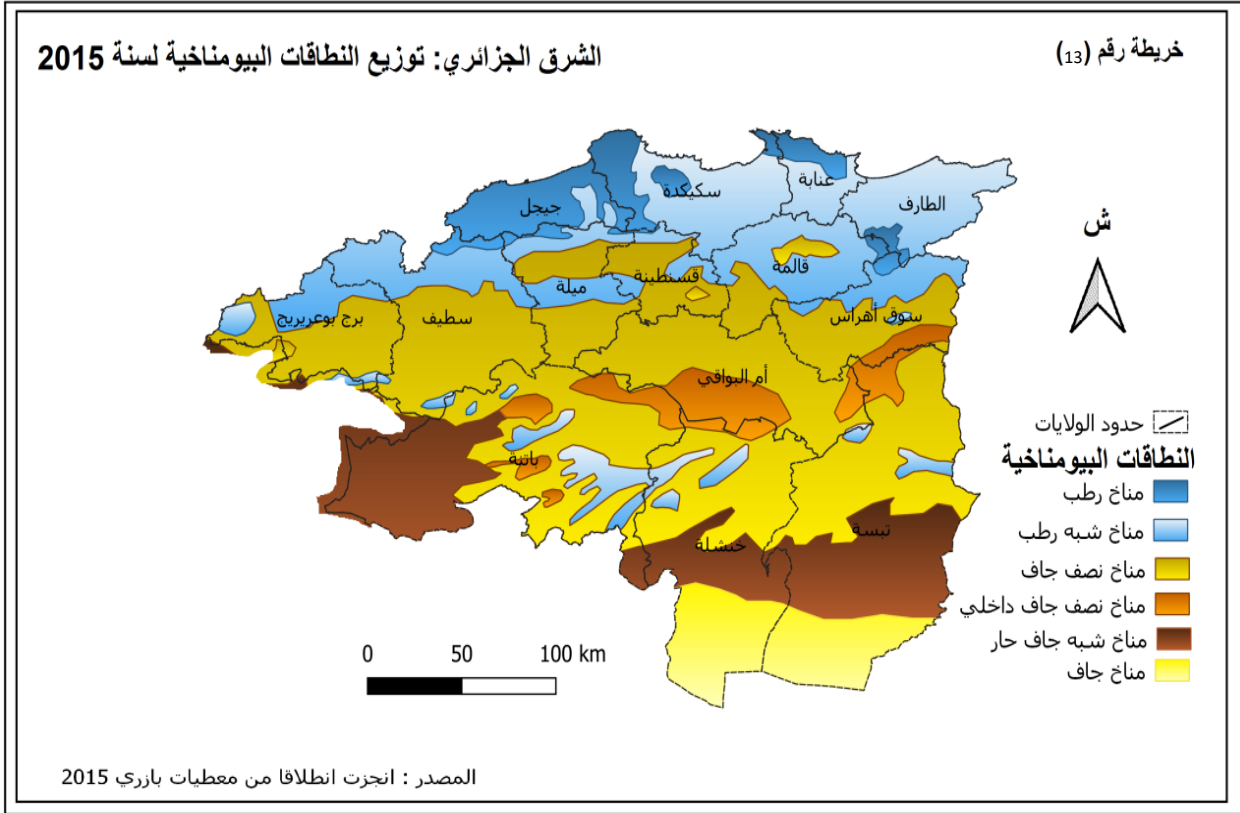 خريطة رقم (13)
الشرق الجزائري: توزيع النطاقات البيومناخية لسنة 2015
جيجل
سكيكدة
عنابة
الطارف
ش
قالمة
قسنطينة
ميلة
سطيف
برج بوعريريج
سوق أهراس
أم البواقي
باتنة
خنشلة
تبسة
حدود الولايات
النطاقات البيومناخية
مناخ رطب
مناخ شبه رطب
مناخ نصف جاف
مناخ نصف جاف داخلي
مناخ شبه جاف حار
مناخ جاف
0 50 100 km
المصدر : انجزت انطلاقا من معطيات بازري 2015